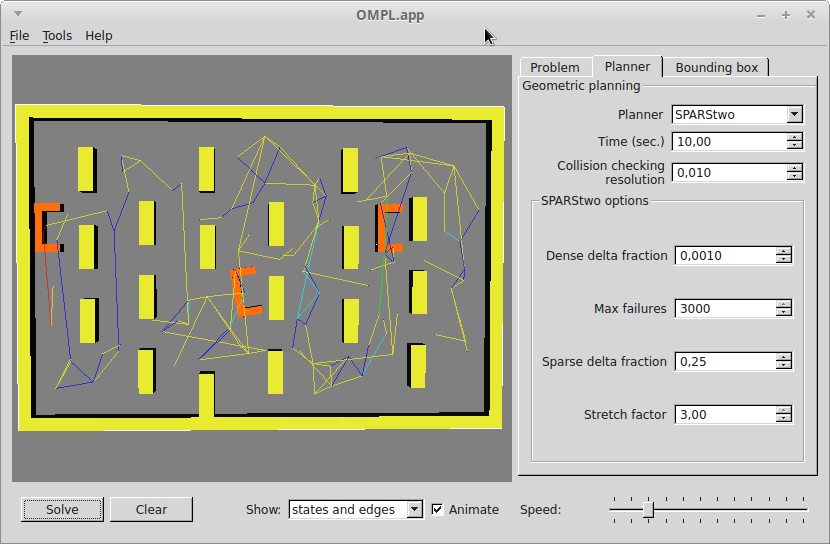 OMPL.app
File Tools Help
Problem Planner Bounding box
Geometric planning
Planner SPARStwo
Time (sec.) 10,00
Collision checking
resolution 0,010
SPARStwo options
Dense delta fraction 0,0010
Max failures 3000
Sparse delta fraction 0,25
Stretch factor 3,00
Solve Clear Show: states and edges Animate Speed: